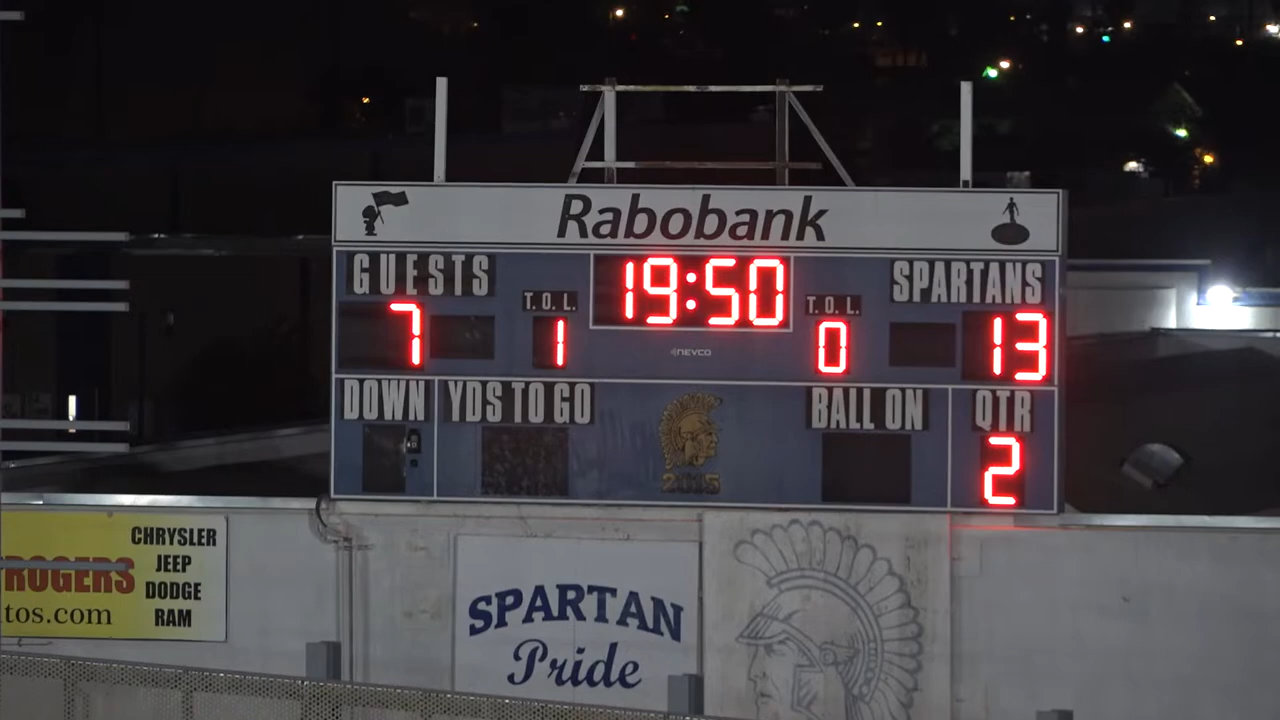 Rabobank
GUESTS
19:50
SPARTANS
T.O.L.
T.O.L.
7
1
0
13
NEVCO
DOWN
YDS TO GO
BALL ON
QTR
2
2015
ROGERS
CHRYSLER
JEEP
DODGE
RAM
tos.com
SPARTAN
Pride